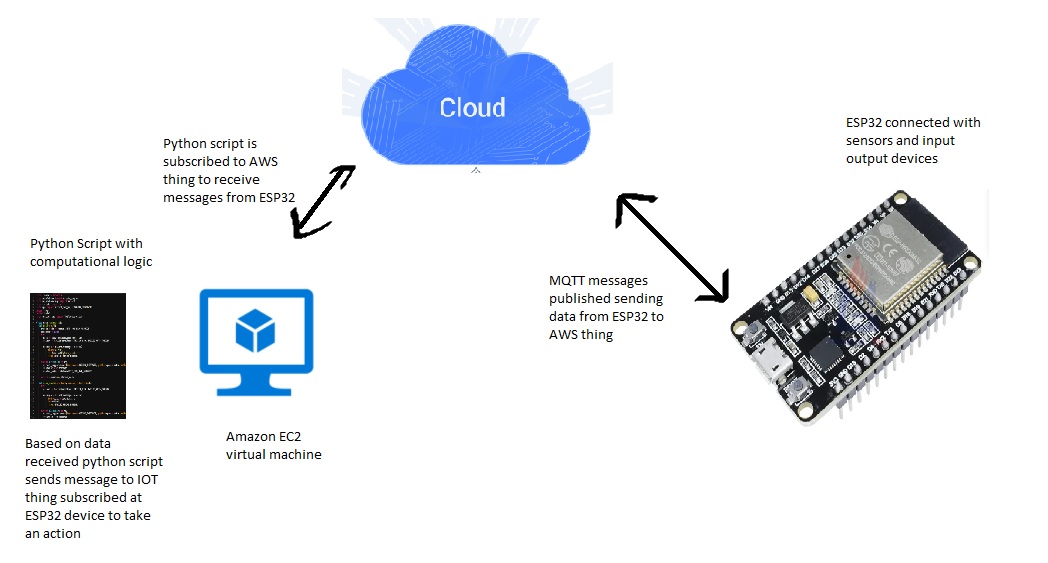 Cloud
Python script is
subscribed to AWS
thing to receive
messages from ESP32
ESP32 connected with
sensors and input
output devices
Python Script with
computational logic
MQTT messages
published sending
data from ESP32 to
AWS thing
Amazon EC2
virtual machine
Based on data
received python script
sends message to IOT
thing subscribed at
ESP32 device to take
an action